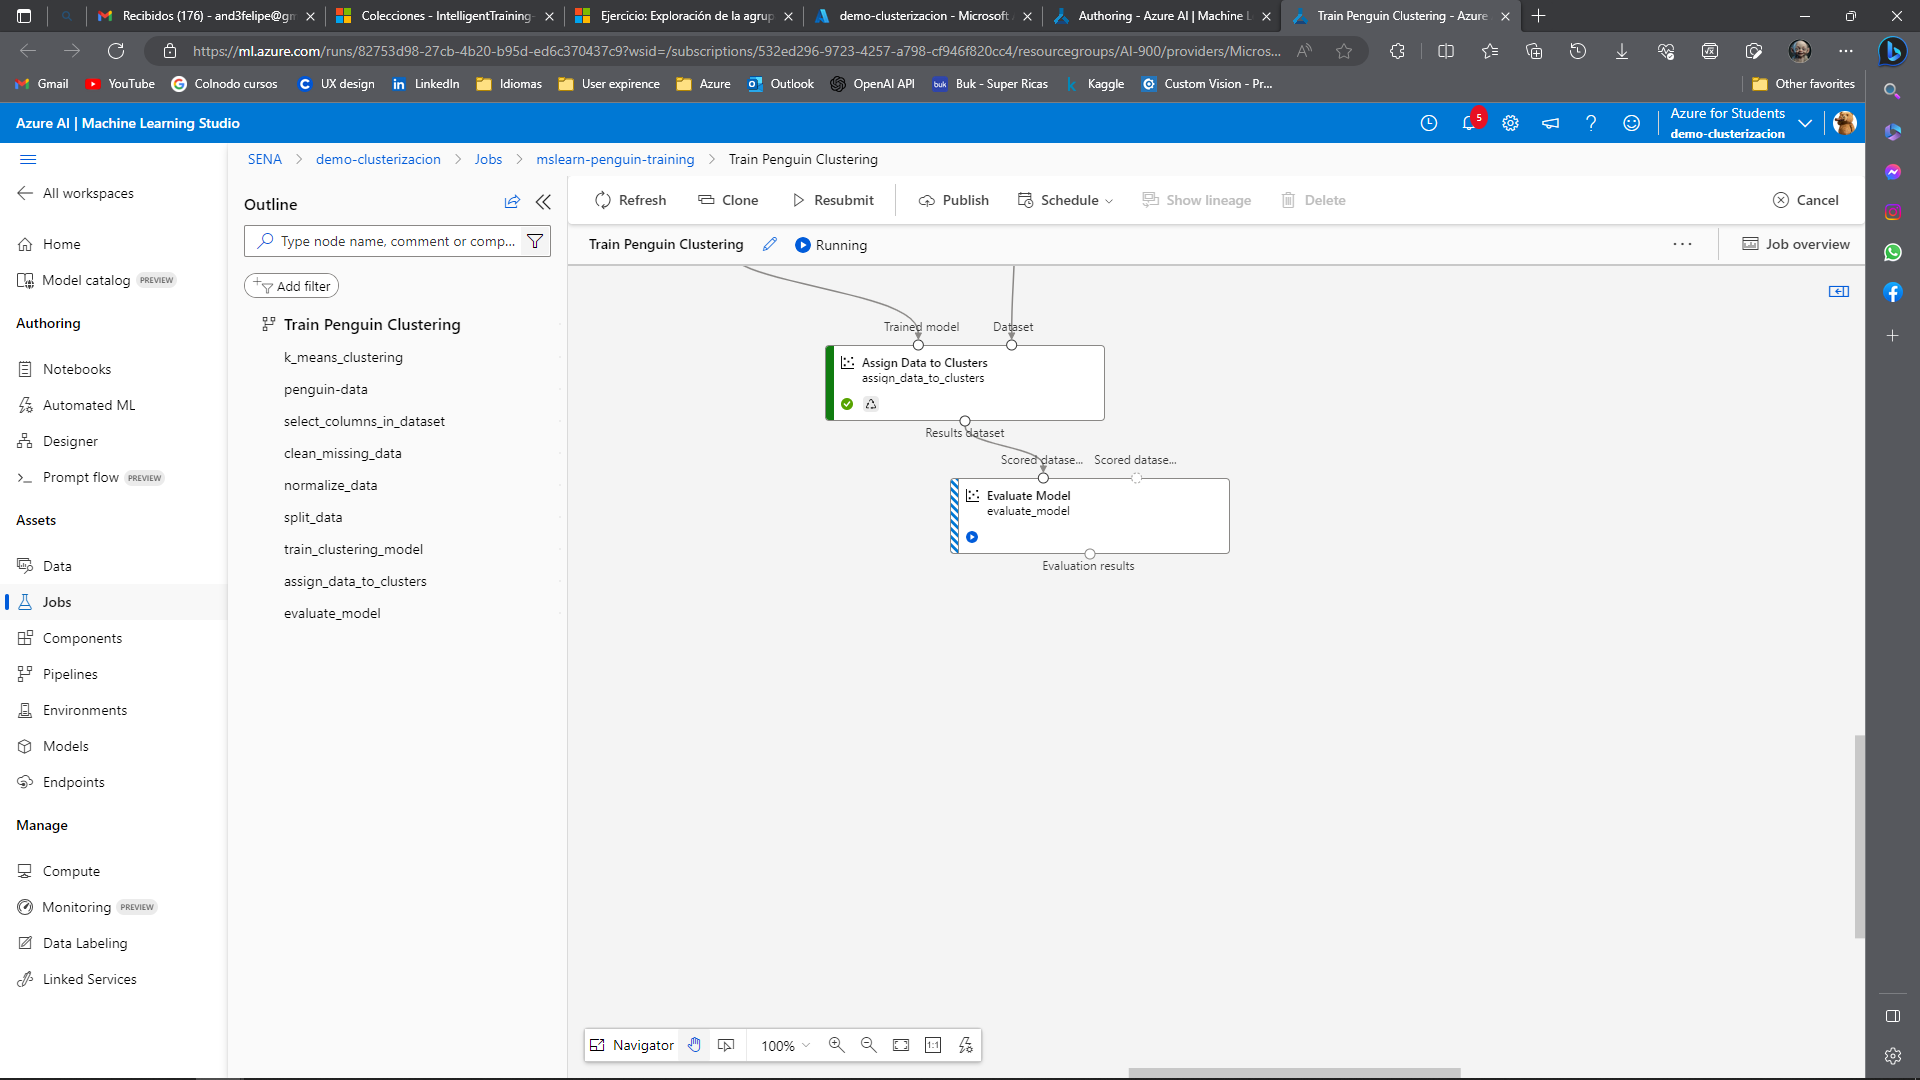 Recibidos (176) - and3felipe@gm
Colecciones - IntelligentTraining-
Ejercicio: Exploración de la agrup
demo-clusterizacion - Microsoft A
Authoring - Azure AI | Machine L
Train Penguin Clustering - Azure
https://ml.azure.com/runs/82753d98-27cb-4b20-b95d-ed6c370437c9?wsid=/subscriptions/532ed296-9723-4257-a798-cf946f820cc4/resourcegroups/AI-900/providers/Micros...
Gmail
YouTube
Colnodo cursos
UX design
LinkedIn
Idiomas
User expirence
Azure
Outlook
OpenAI API
Buk - Super Ricas
Kaggle
Custom Vision - Pr...
Other favorites
Azure AI | Machine Learning Studio
5
Azure for Students
demo-clusterizacion
All workspaces
Home
Model catalog PREVIEW
Authoring
Notebooks
Automated ML
Designer
Prompt flow PREVIEW
Assets
Data
Jobs
Components
Pipelines
Environments
Models
Endpoints
Manage
Compute
Monitoring PREVIEW
Data Labeling
Linked Services
SENA > demo-clusterizacion > Jobs > mslearn-penguin-training > Train Penguin Clustering
Outline
Type node name, comment or comp...
Add filter
Train Penguin Clustering
k_means_clustering
penguin-data
select_columns_in_dataset
clean_missing_data
normalize_data
split_data
train_clustering_model
assign_data_to_clusters
evaluate_model
Refresh
Clone
Resubmit
Publish
Schedule
Show lineage
Delete
Cancel
Train Penguin Clustering
Running
Job overview
Trained model
Dataset
Assign Data to Clusters
assign_data_to_clusters
Results dataset
Scored datase...
Scored datase...
Evaluate Model
evaluate_model
Evaluation results
Navigator
100%
1:1